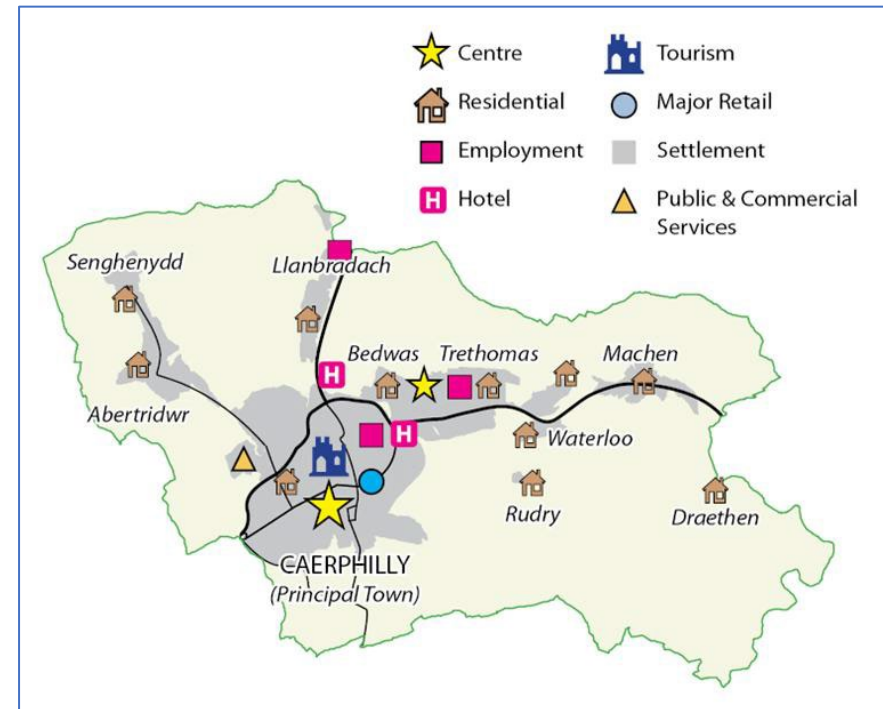 Centre
Tourism
Residential
Major Retail
Employment
Settlement
H Hotel
Public & Commercial
Services
Senghenydd
Llanbradach
Bedwas
Trethomas
Machen
H
Abertridwr
H
Waterloo
Rudry
Draethen
CAERPHILLY
(Principal Town)